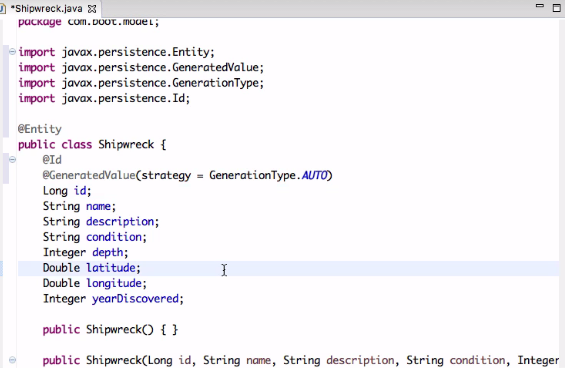 *Shipwreck.java
package com.boot.model;
import javax.persistence.Entity;
import javax.persistence.GeneratedValue;
import javax.persistence.GenerationType;
import javax.persistence.Id;
@Entity
public class Shipwreck {
@Id
@GeneratedValue(strategy = GenerationType.AUTO)
Long id;
String name;
String description;
String condition;
Integer depth;
Double latitude;
Double longitude;
Integer yearDiscovered;
public Shipwreck() { }
public Shipwreck(Long id, String name, String description, String condition, Integer